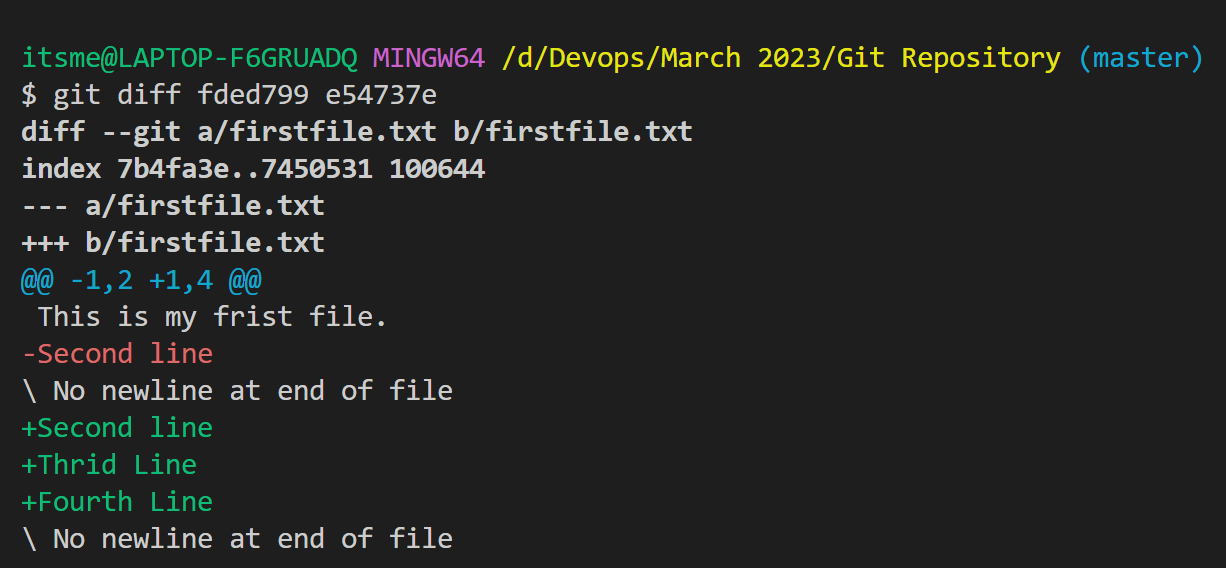 itsme@LAPTOP-F6GRUADQ MINGW64 /d/Devops/March 2023/Git Repository (master)
$ git diff fded799 e54737e
diff --git a/firstfile.txt b/firstfile.txt
index 7b4fa3e..7450531 100644
--- a/firstfile.txt
+++ b/firstfile.txt
@@ -1,2 +1,4 @@
 This is my frist file.
-Second line
\ No newline at end of file
+Second line
+Thrid Line
+Fourth Line
\ No newline at end of file